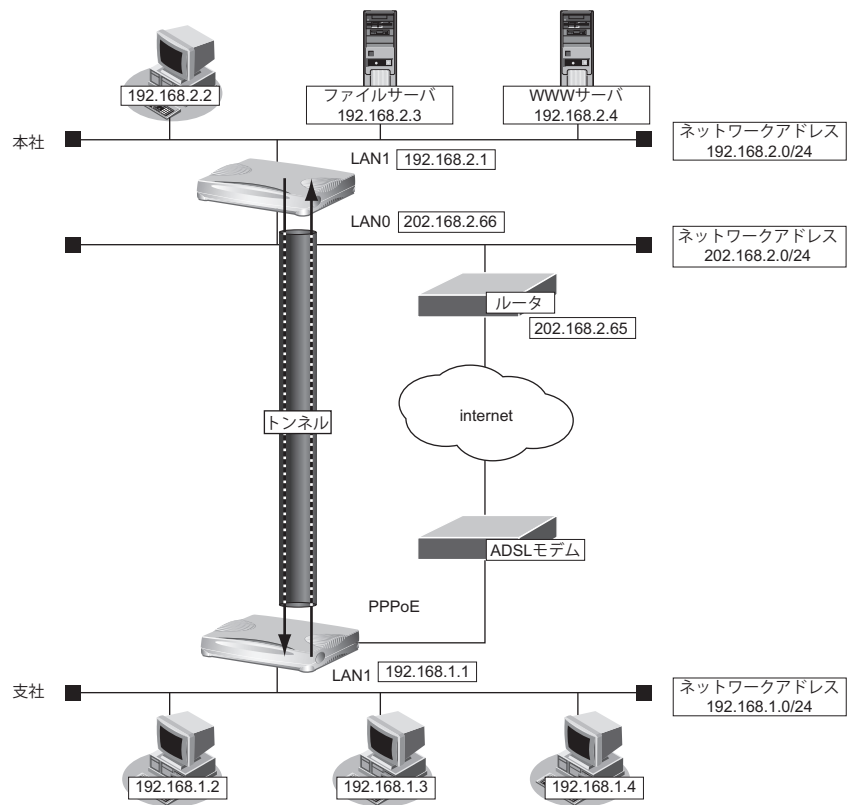 192.168.2.2
ファイルサーバ
192.168.2.3
WWWサーバ
192.168.2.4
本社
ネットワークアドレス
192.168.2.0/24
LAN1 192.168.2.1
LAN0 202.168.2.66
ネットワークアドレス
202.168.2.0/24
ルータ
202.168.2.65
トンネル
internet
ADSLモデム
PPPoE
LAN1 192.168.1.1
支社
ネットワークアドレス
192.168.1.0/24
192.168.1.2
192.168.1.3
192.168.1.4